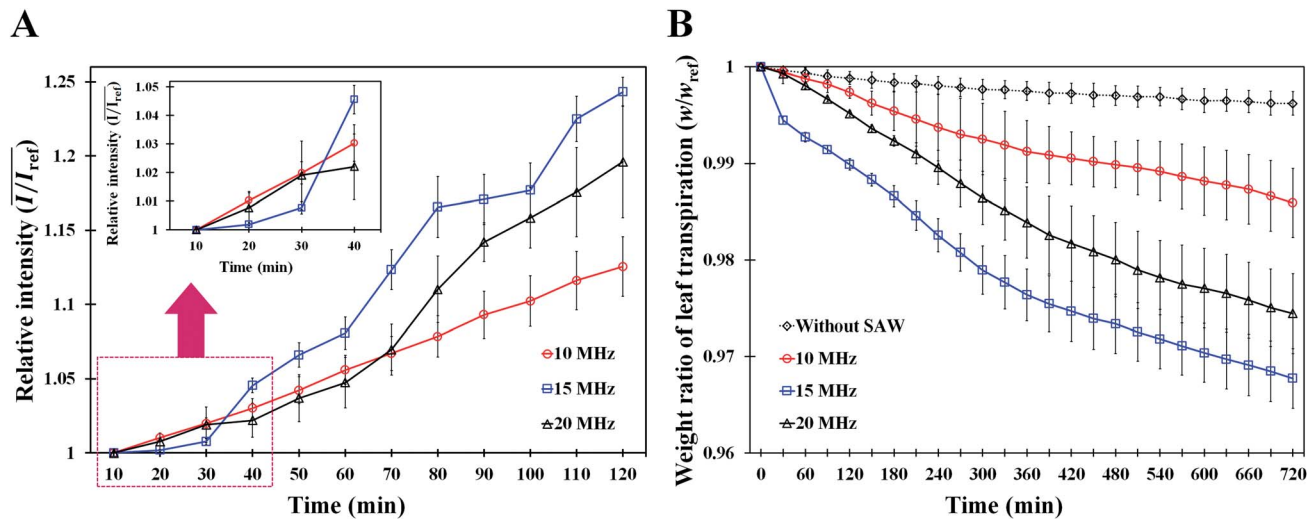 A
Relative intensity (I/Iref)
1.25
1.2
1.15
1.1
1.05
1
10 20 30 40 50 60 70 80 90 100 110 120
Time (min)
Relative intensity (I/Iref)
1.05
1.04
1.03
1.02
1.01
1
10 20 30 40
Time (min)
10 MHz
15 MHz
20 MHz
B
Weight ratio of leaf transpiration (w/wref)
1
0.99
0.98
0.97
0.96
0 60 120 180 240 300 360 420 480 540 600 660 720
Time (min)
Without SAW
10 MHz
15 MHz
20 MHz